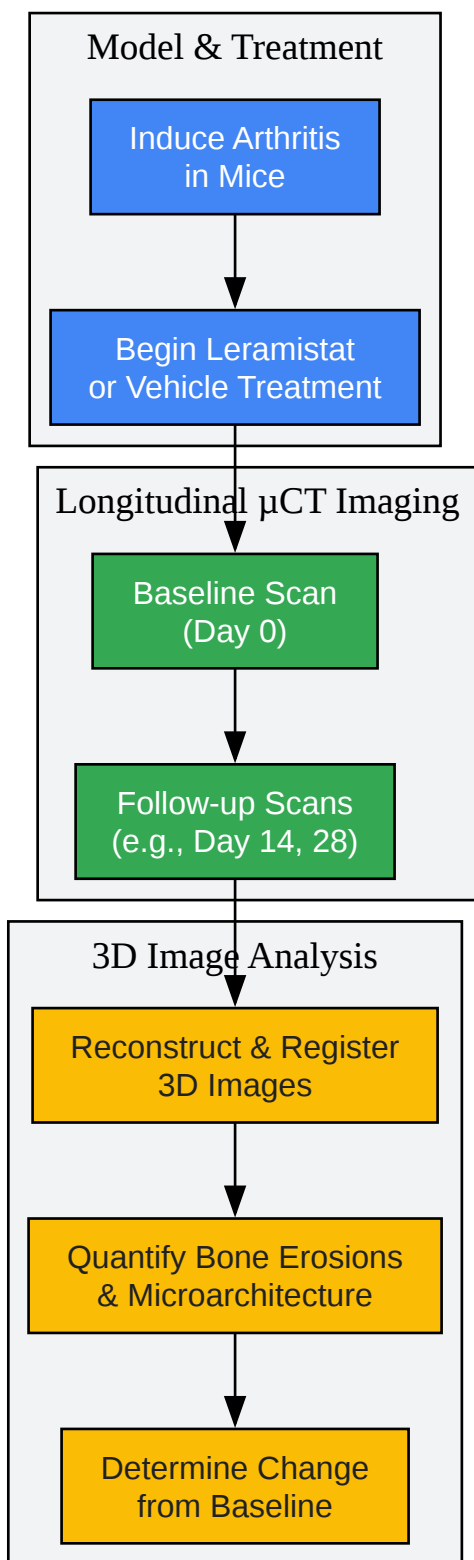 Model & Treatment
Induce Arthritis
in Mice
Begin Leramistat
or Vehicle Treatment
Longitudinal µCT Imaging
Baseline Scan
(Day 0)
Follow-up Scans
(e.g., Day 14, 28)
3D Image Analysis
Reconstruct & Register
3D Images
Quantify Bone Erosions
& Microarchitecture
Determine Change
from Baseline